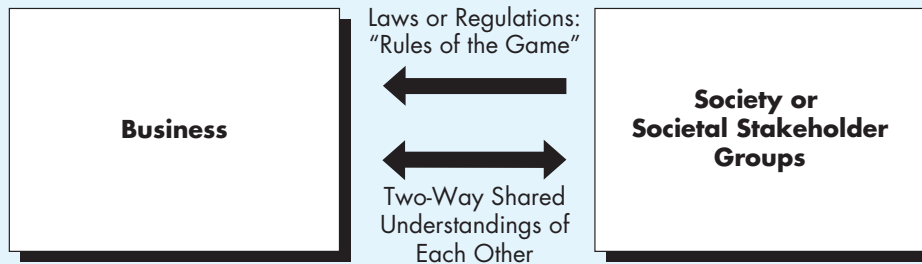 Business
Laws or Regulations:
“Rules of the Game”
Two-Way Shared
Understandings of
Each Other
Society or
Societal Stakeholder
Groups